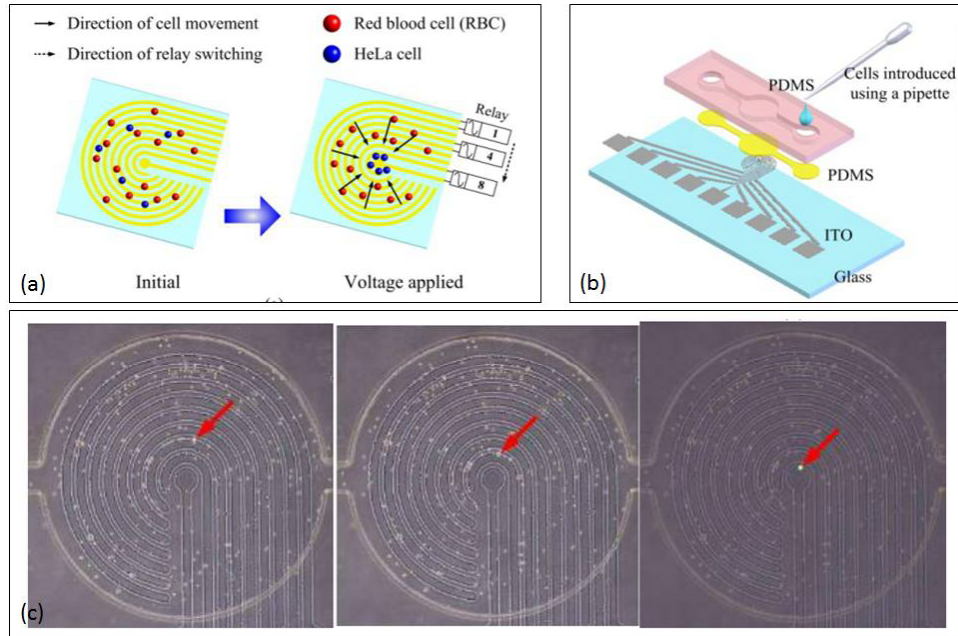 Direction of cell movement
Red blood cell (RBC)
Direction of relay switching
HeLa cell
Relay
1
4
8
Initial
Voltage applied
(a)
PDMS
Cells introduced
using a pipette
PDMS
ITO
Glass
(b)
(c)